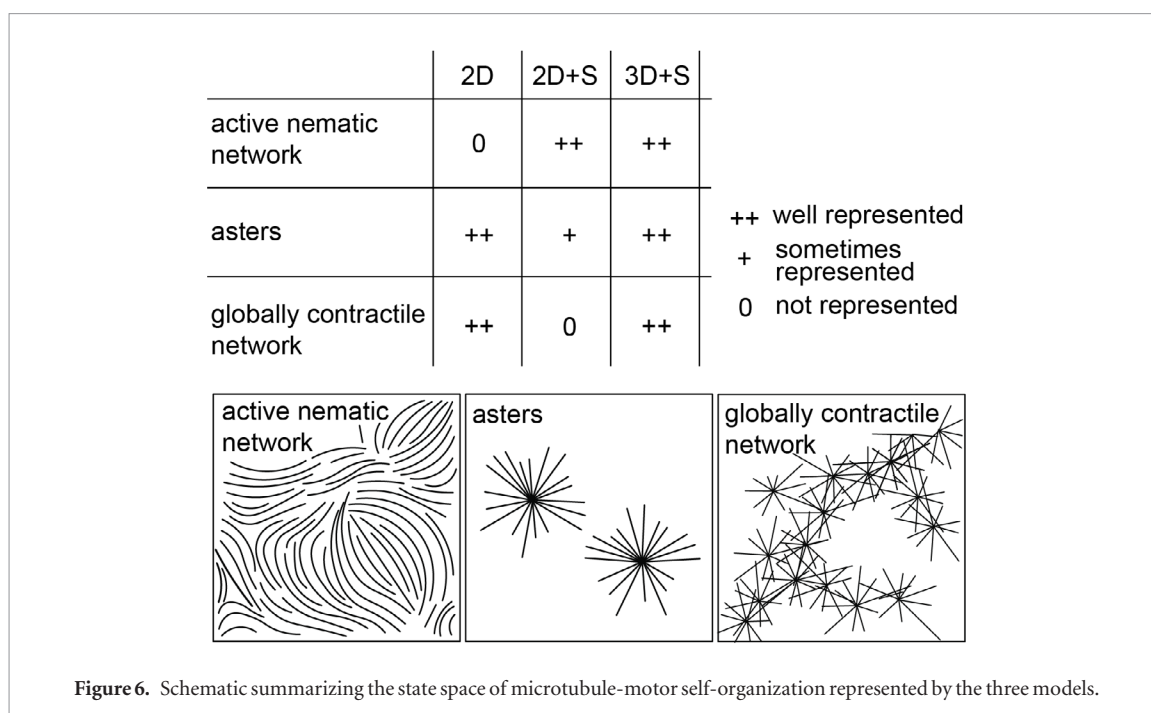 2D 2D+S 3D+S
active nematic
network
0 ++ ++
asters ++ + ++
globally contractile
network
++ 0 ++
++ well represented
+ sometimes
represented
0 not represented
active nematic
network
asters
globally contractile
network
Figure 6. Schematic summarizing the state space of microtubule-motor self-organization represented by the three models.